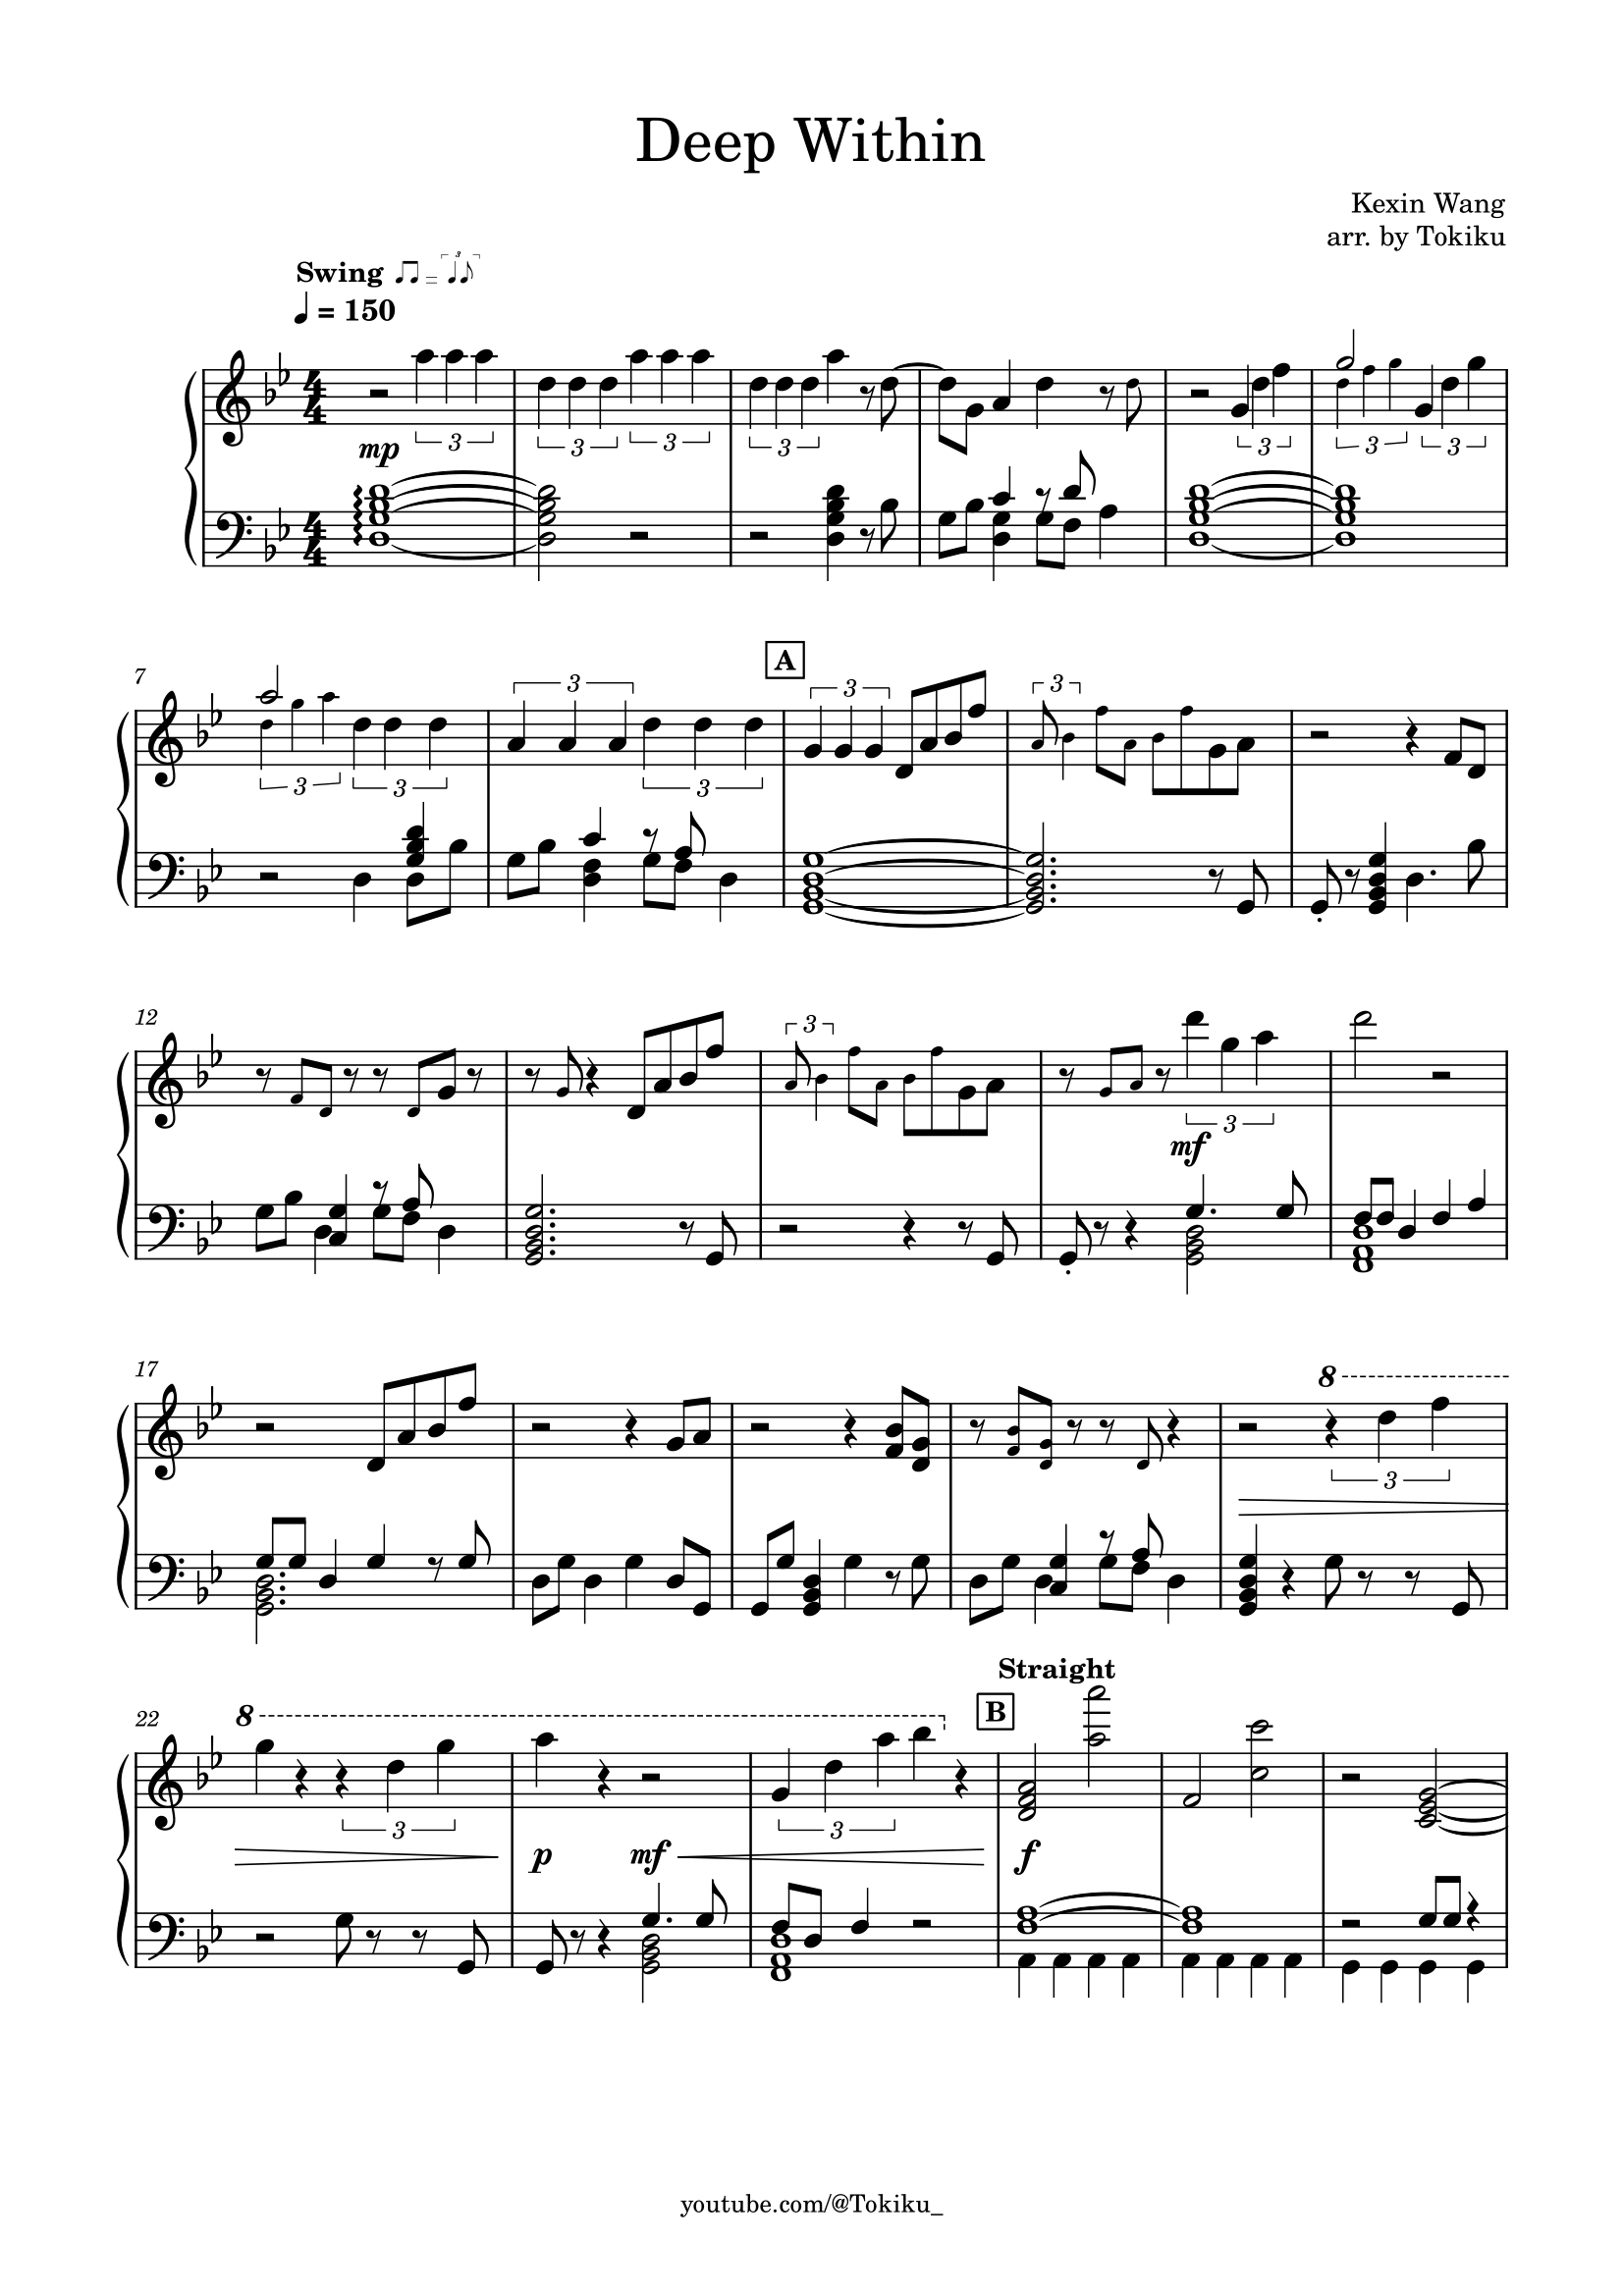 Deep Within
Kexin Wang
arr. by Tokiku
Swing
= 150
mp
3 3 3 3 3 3 3
7
3 3 3 3
A
3 3
12
3 3
mf
17
8
3
22
8
3
p
mf
3
Straight
B
f
youtube.com/@Tokiku_